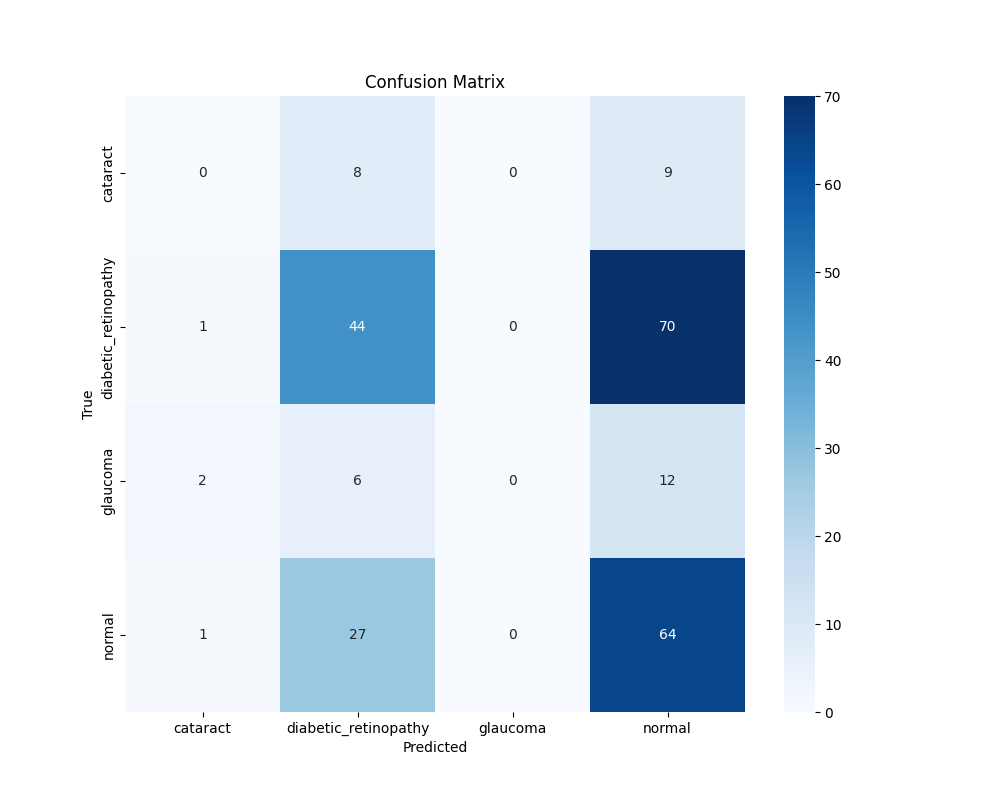 Confusion Matrix
True
cataract
0 8 0 9
diabetic_retinopathy
1 44 0 70
glaucoma
2 6 0 12
normal
1 27 0 64
cataract diabetic_retinopathy glaucoma normal
Predicted
70
60
50
40
30
20
10
0